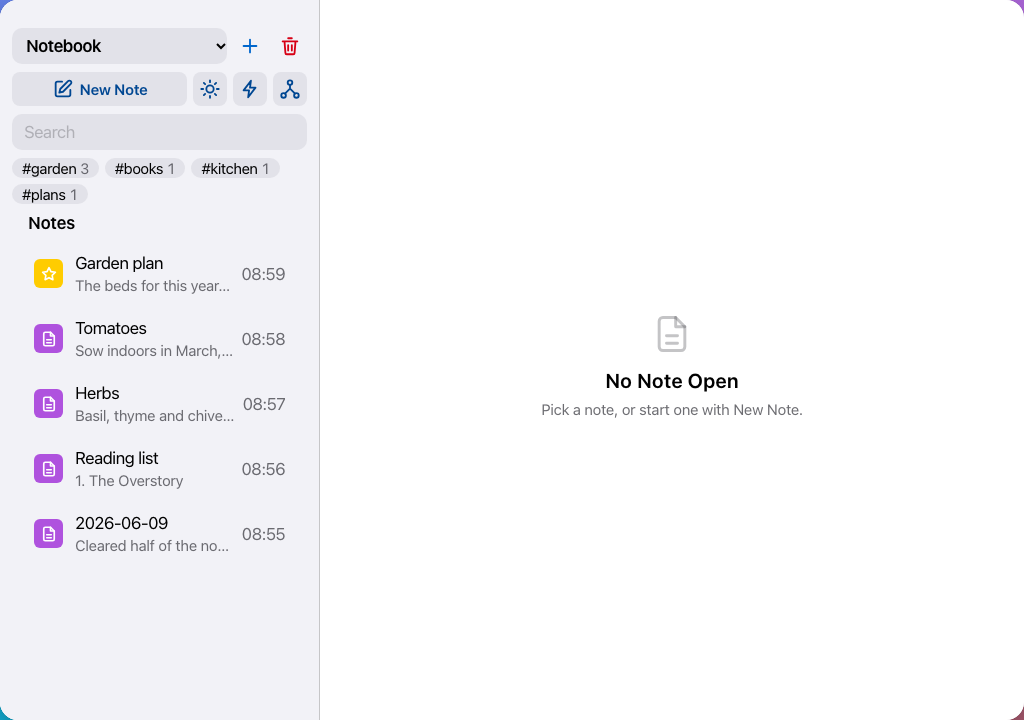 Notebook
New Note
Search
#garden 3 #books 1 #kitchen 1
#plans 1
Notes
Garden plan
The beds for this year...
08:59
Tomatoes
Sow indoors in March,...
08:58
Herbs
Basil, thyme and chive...
08:57
Reading list
1. The Overstory
08:56
2026-06-09
Cleared half of the no...
08:55
No Note Open
Pick a note, or start one with New Note.